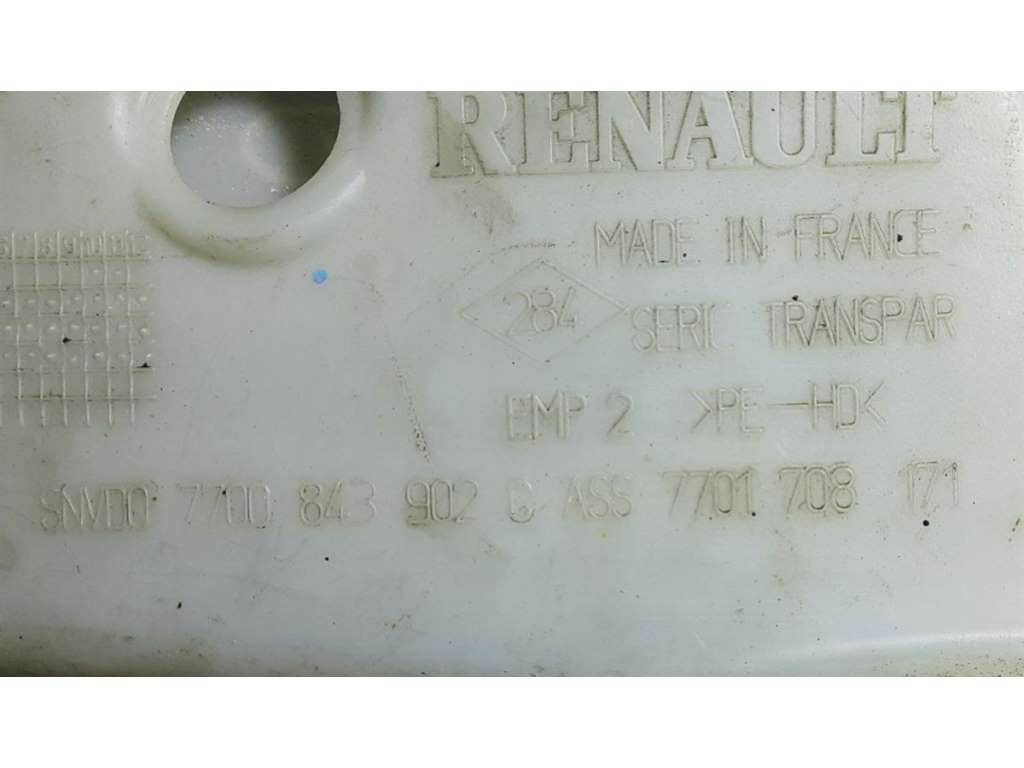 RENAULT
MADE IN FRANCE
284
SERIC TRANSPAR
EMP 2 >PE-HD<
SNVDO 7700 843 902 C ASS 7701 708 171